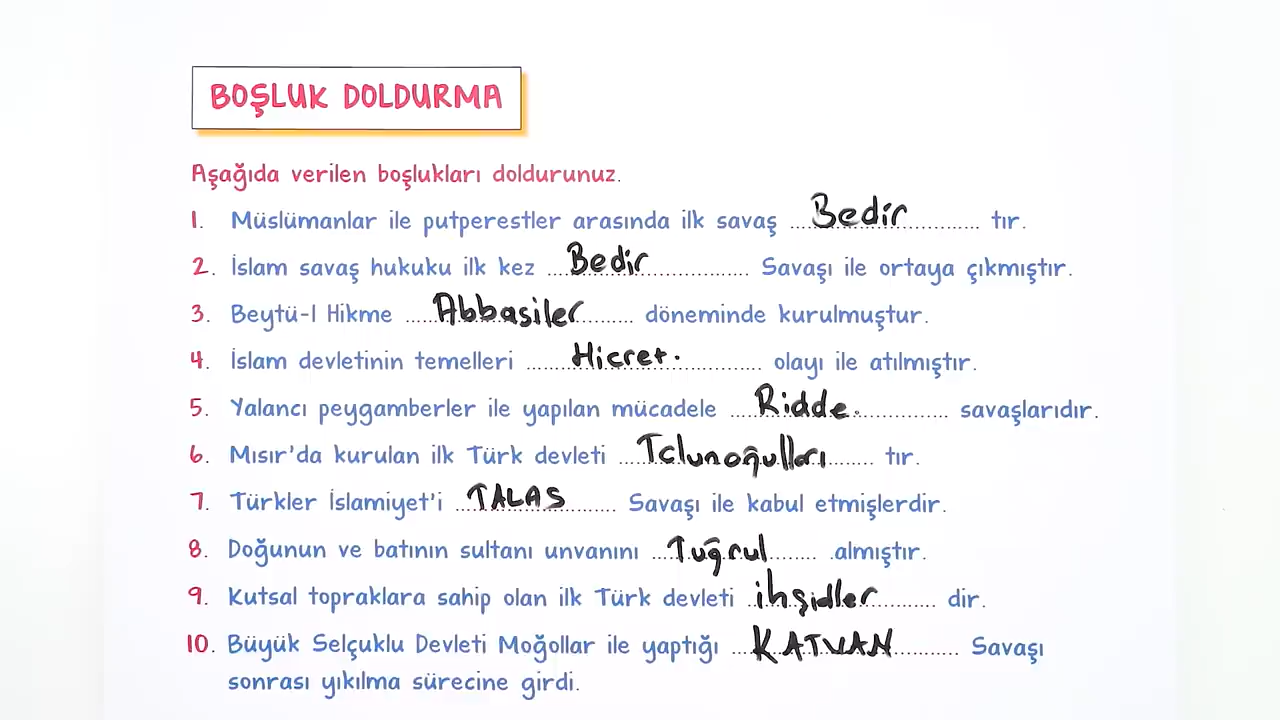 BOŞLUK DOLDURMA
Aşağıda verilen boşlukları doldurunuz.
1. Müslümanlar ile putperestler arasında ilk savaş ... Bedir ... tır.
2. İslam savaş hukuku ilk kez ... Bedir ... Savaşı ile ortaya çıkmıştır.
3. Beytü-l Hikme ... Abbasiler ... döneminde kurulmuştur.
4. İslam devletinin temelleri ... Hicret. ... olayı ile atılmıştır.
5. Yalancı peygamberler ile yapılan mücadele ... Ridde. ... savaşlarıdır.
6. Mısır'da kurulan ilk Türk devleti ... Tolunoğulları ... tır.
7. Türkler İslamiyet'i ... TALAS ... Savaşı ile kabul etmişlerdir.
8. Doğunun ve batının sultanı unvanını ... Tuğrul ... .almıştır.
9. Kutsal topraklara sahip olan ilk Türk devleti ... ihşidler ... dir.
10. Büyük Selçuklu Devleti Moğollar ile yaptığı ... KATVAN ... Savaşı
sonrası yıkılma sürecine girdi.